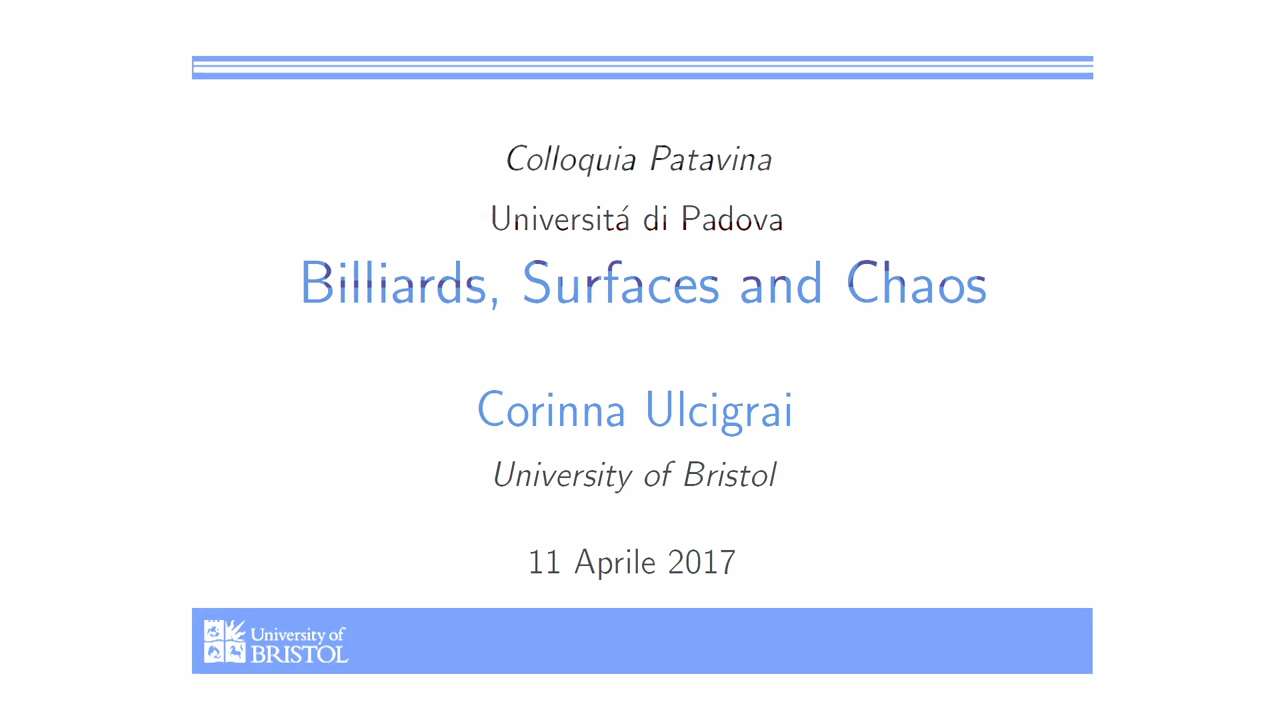 Colloquia Patavina
Universitá di Padova
Billiards, Surfaces and Chaos
Corinna Ulcigrai
University of Bristol
11 Aprile 2017
University of
BRISTOL